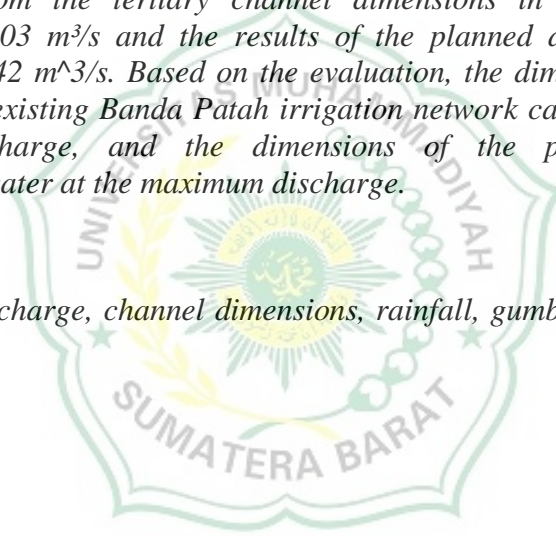 om the tertiary channel dimensions in
03 m³/s and the results of the planned
42 m^3/s. Based on the evaluation, the dim
existing Banda Patah irrigation network ca
harge, and the dimensions of the p
eater at the maximum discharge.
charge, channel dimensions, rainfall, gumb
UNIVERSITAS MUHAMMADIYAH
SUMATERA BARAT